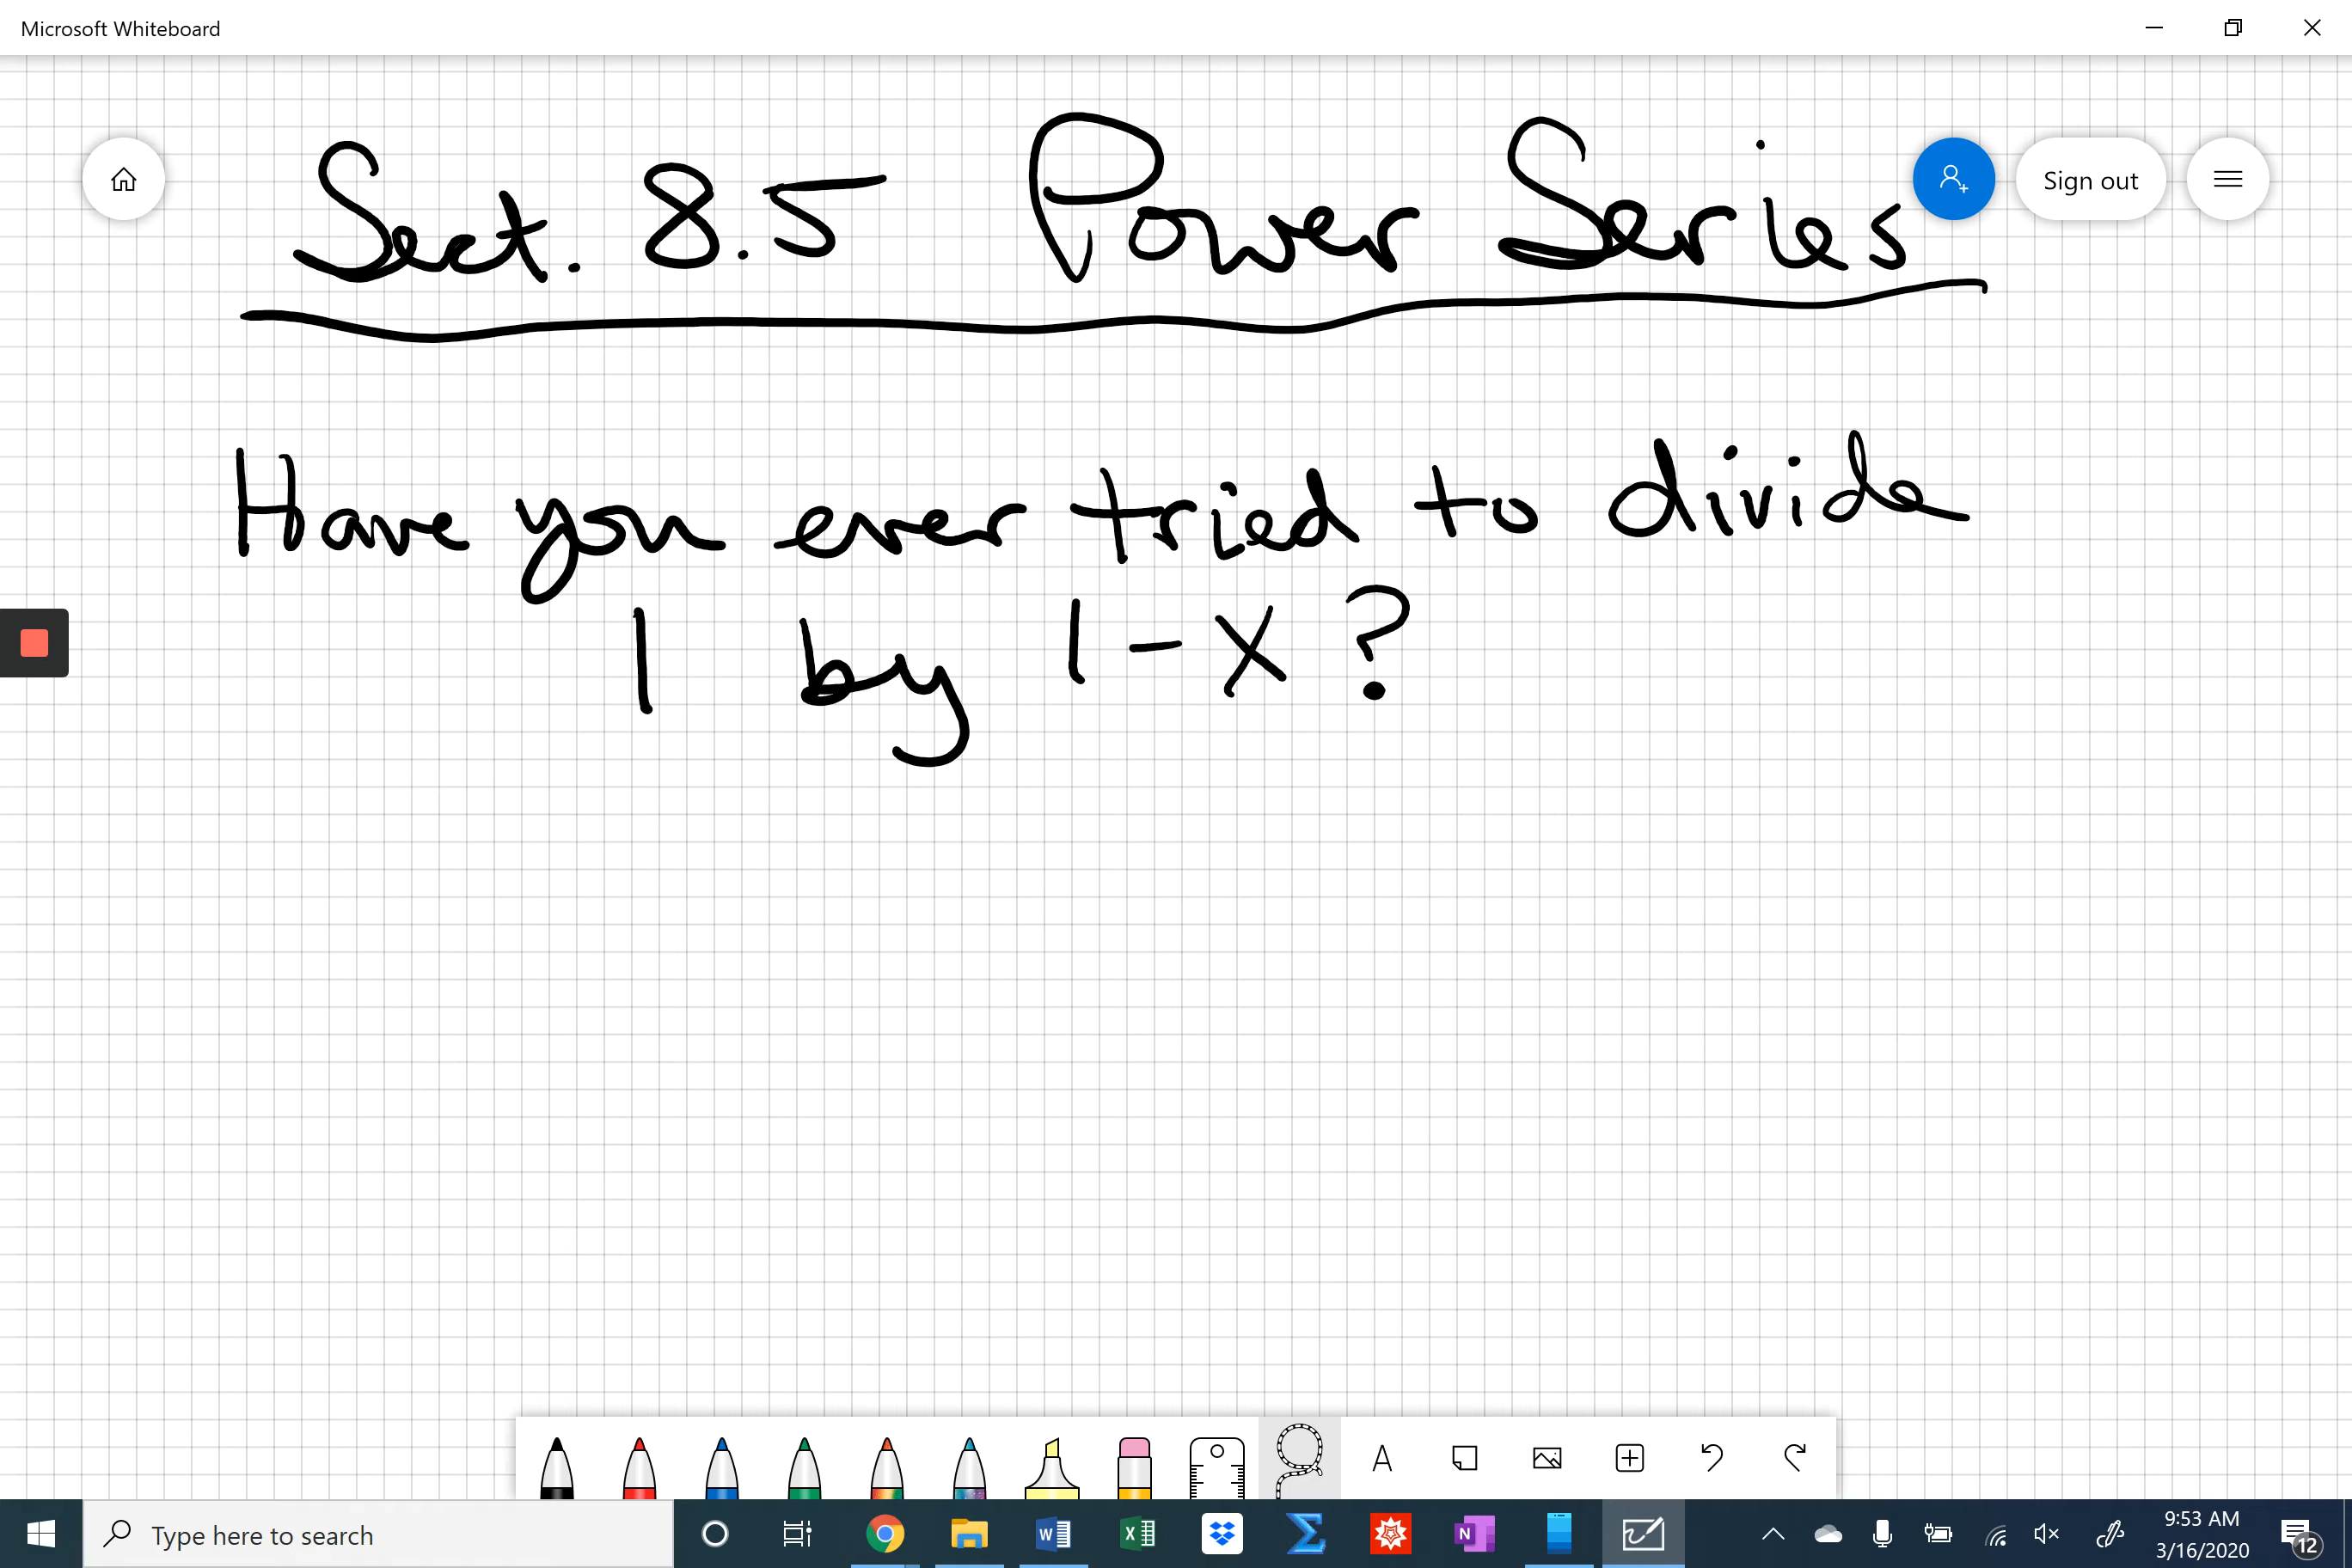 Microsoft Whiteboard
Sect. 8.5 Power Series
Sign out
Have you ever tried to divide
1 by 1-x?
A
Type here to search
W
X
Σ
N
9:53 AM
3/16/2020
12